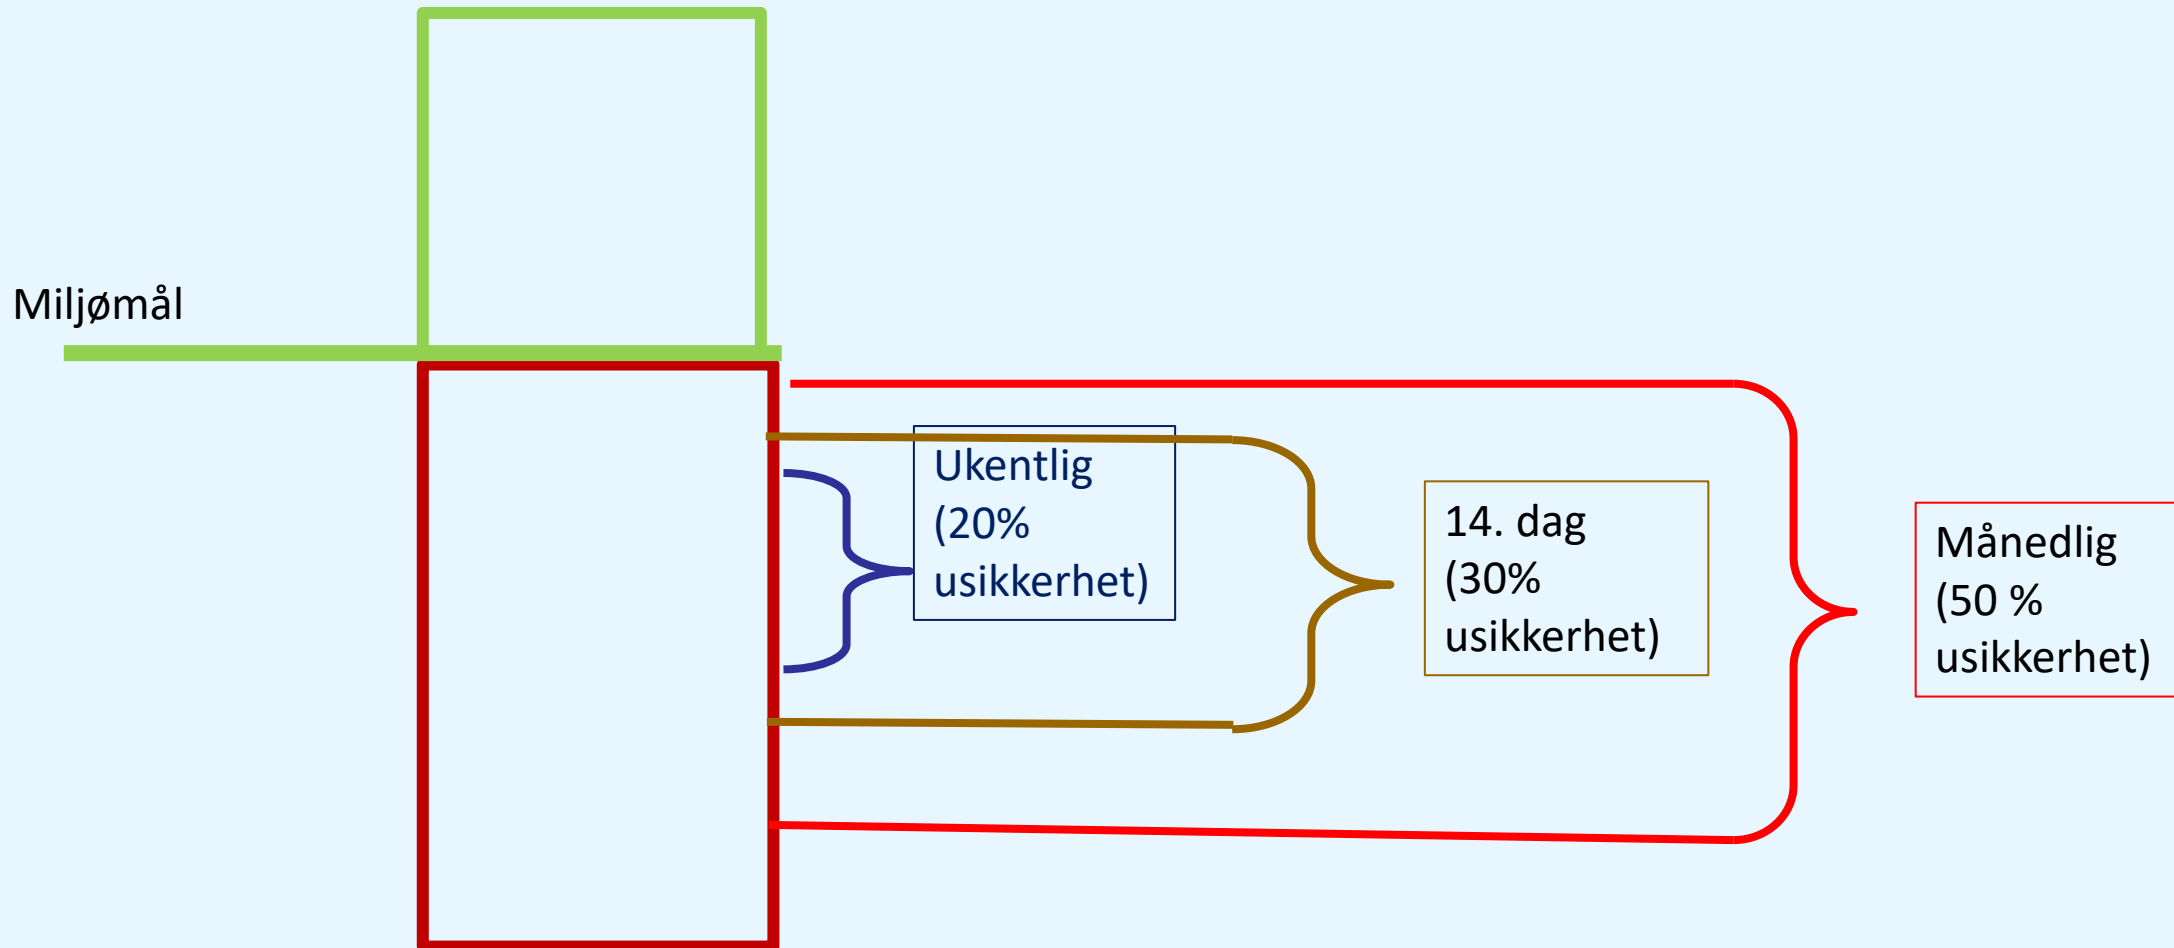 Miljømål
Ukentlig
(20%
usikkerhet)
14. dag
(30%
usikkerhet)
Månedlig
(50 %
usikkerhet)